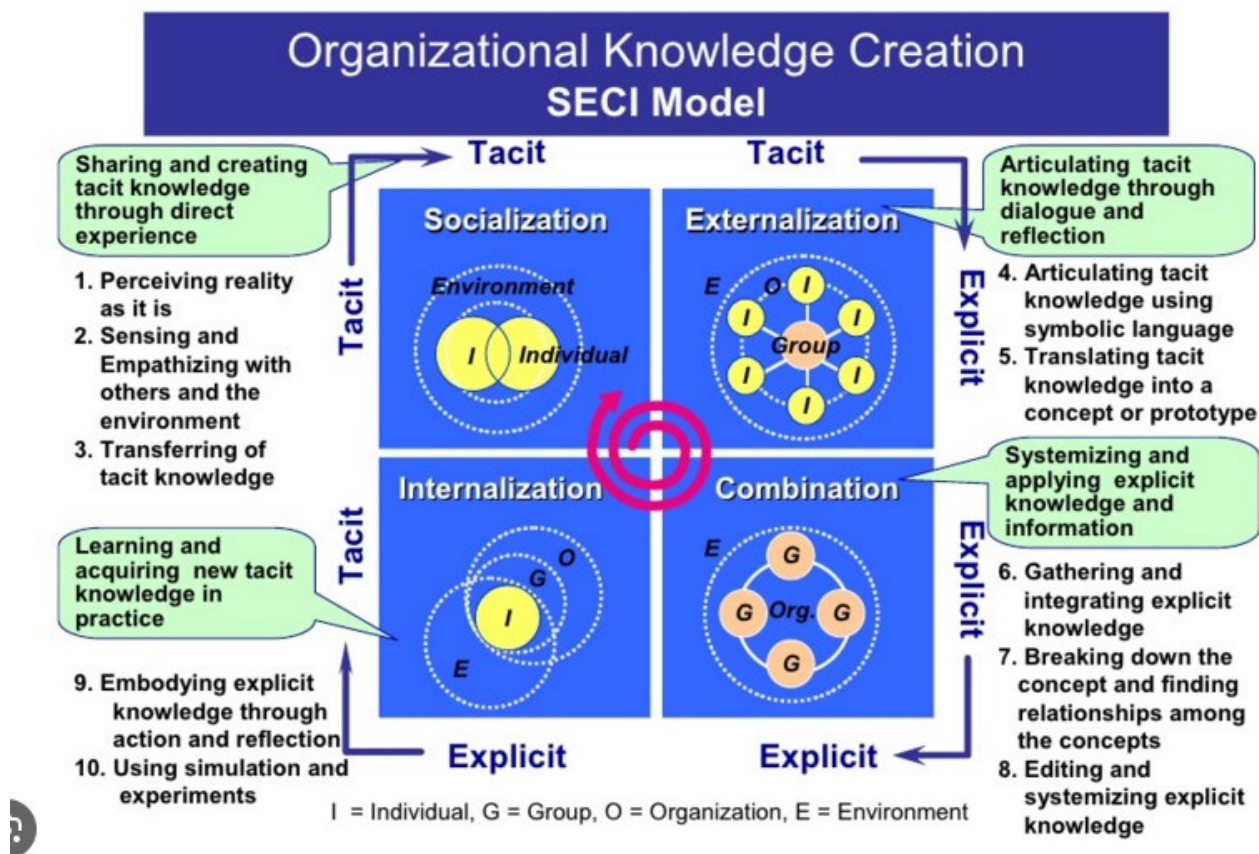 Organizational Knowledge Creation
SECI Model
Sharing and creating
tacit knowledge
through direct
experience
1. Perceiving reality
as it is
2. Sensing and
Empathizing with
others and the
environment
3. Transferring of
tacit knowledge
Tacit
Tacit
Socialization
Environment
I
Individual
Tacit
Externalization
E
O
I
I
I
Group
I
I
I
Explicit
Articulating tacit
knowledge through
dialogue and
reflection
4. Articulating tacit
knowledge using
symbolic language
5. Translating tacit
knowledge into a
concept or prototype
Learning and
acquiring new tacit
knowledge in
practice
9. Embodying explicit
knowledge through
action and reflection
10. Using simulation and
experiments
Tacit
Internalization
O
G
I
E
Explicit
Combination
E
G
G
Org.
G
G
Explicit
Explicit
Systemizing and
applying explicit
knowledge and
information
6. Gathering and
integrating explicit
knowledge
7. Breaking down the
concept and finding
relationships among
the concepts
8. Editing and
systemizing explicit
knowledge
I = Individual, G = Group, O = Organization, E = Environment